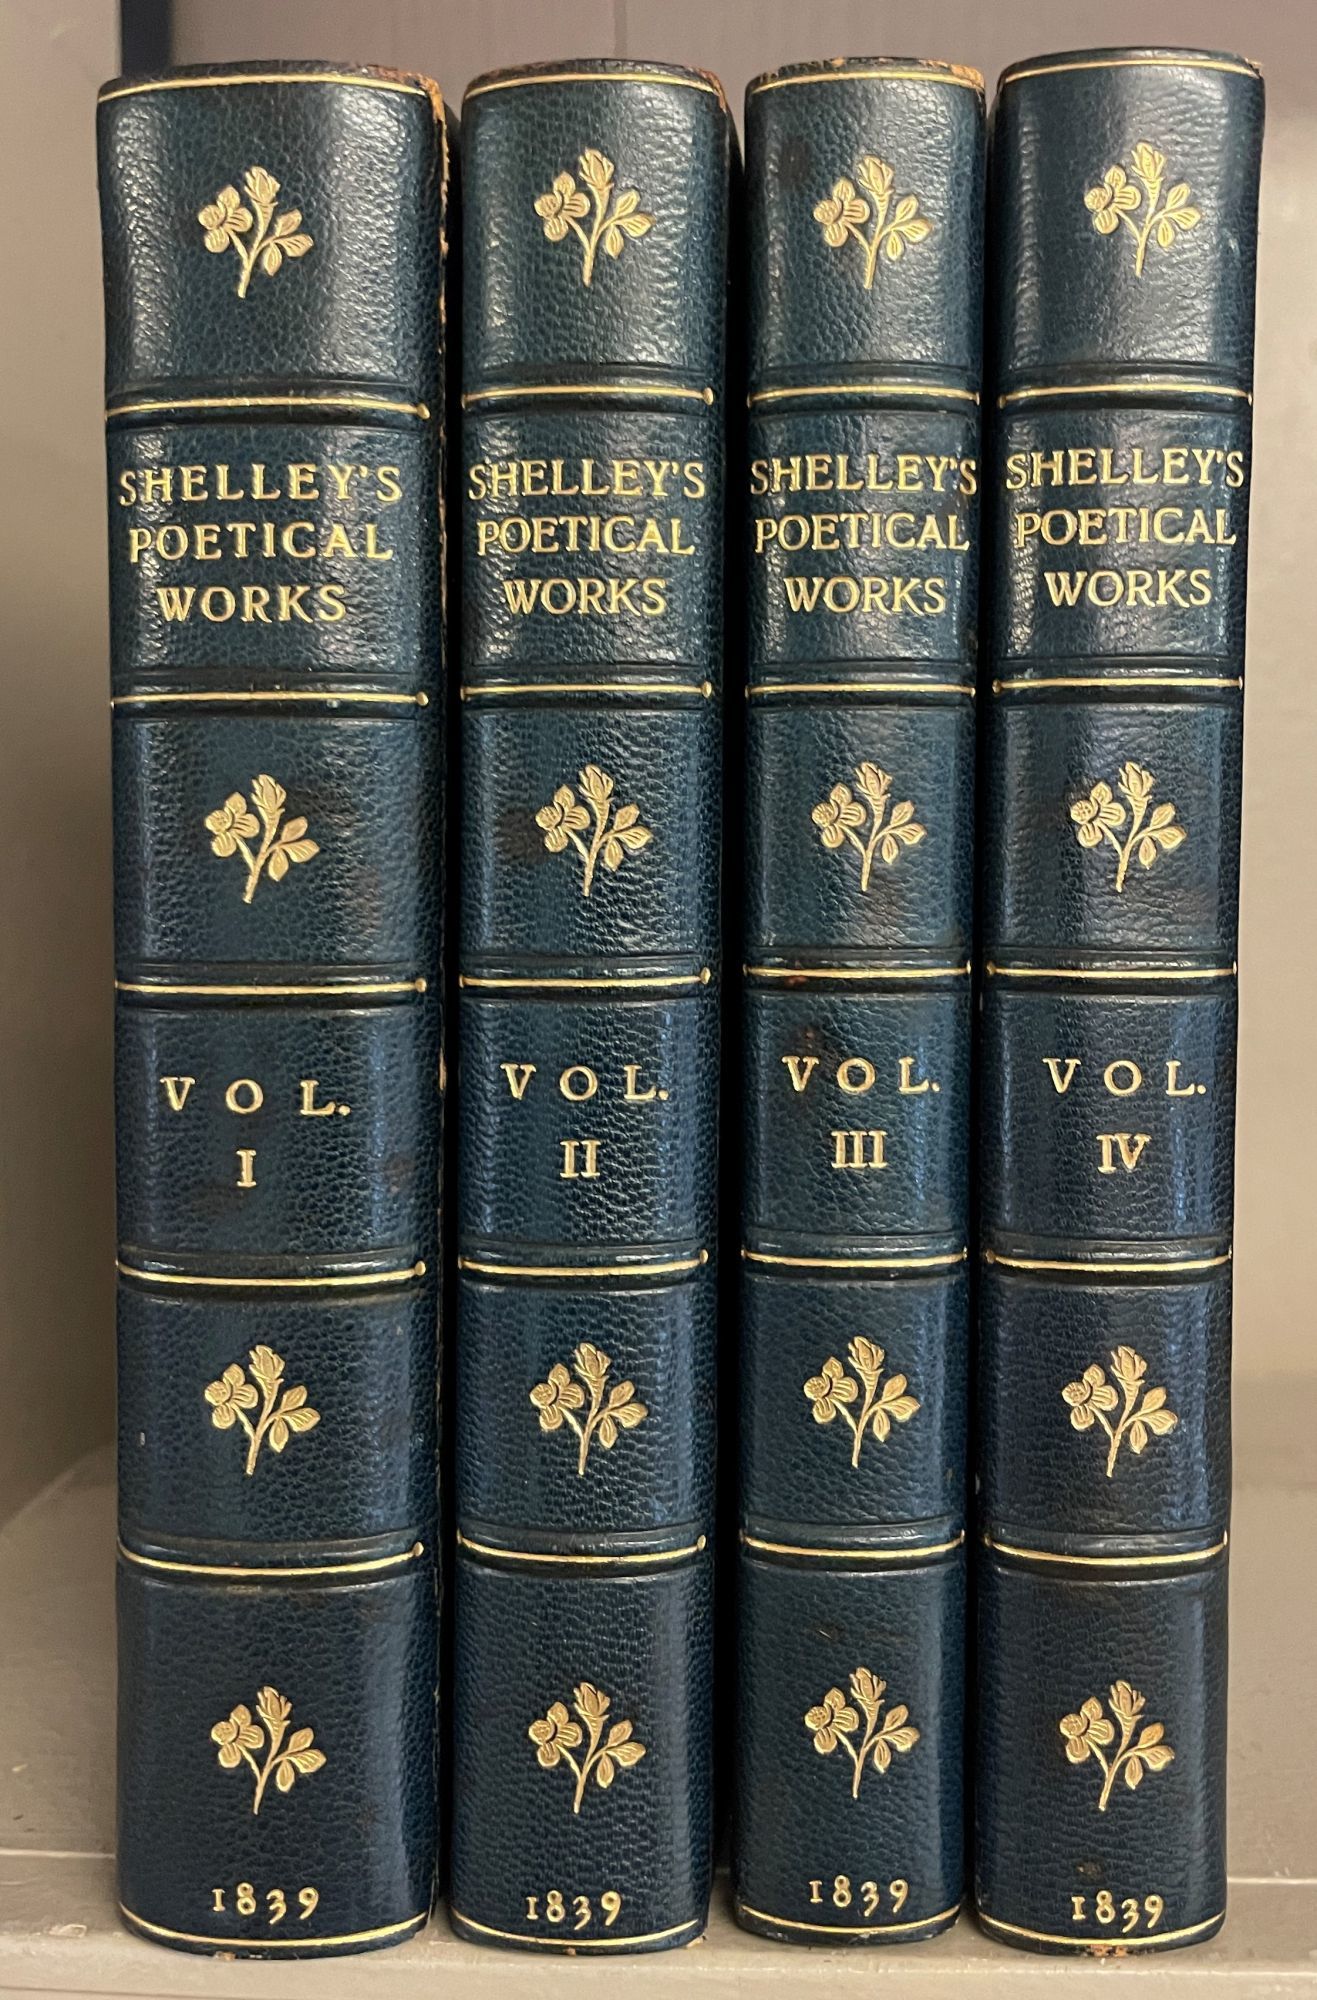 SHELLEY'S
POETICAL
WORKS
VOL.
I
1839
SHELLEY'S
POETICAL
WORKS
VOL.
II
1839
SHELLEY'S
POETICAL
WORKS
VOL.
III
1839
SHELLEY'S
POETICAL
WORKS
VOL.
IV
1839